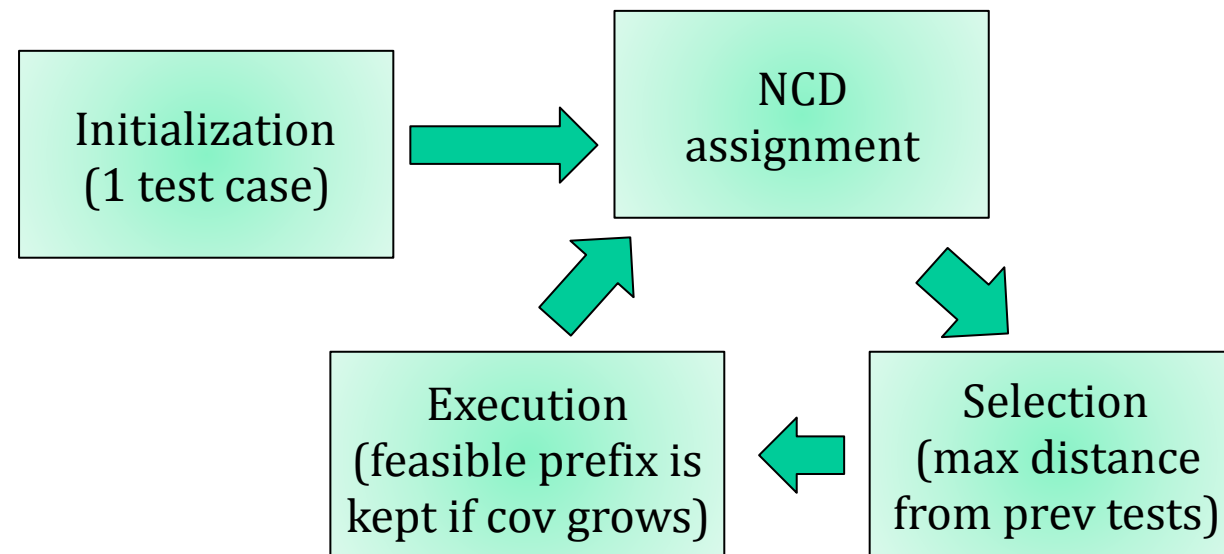 Initialization
(1 test case)
NCD
assignment
Execution
(feasible prefix is
kept if cov grows)
Selection
(max distance
from prev tests)